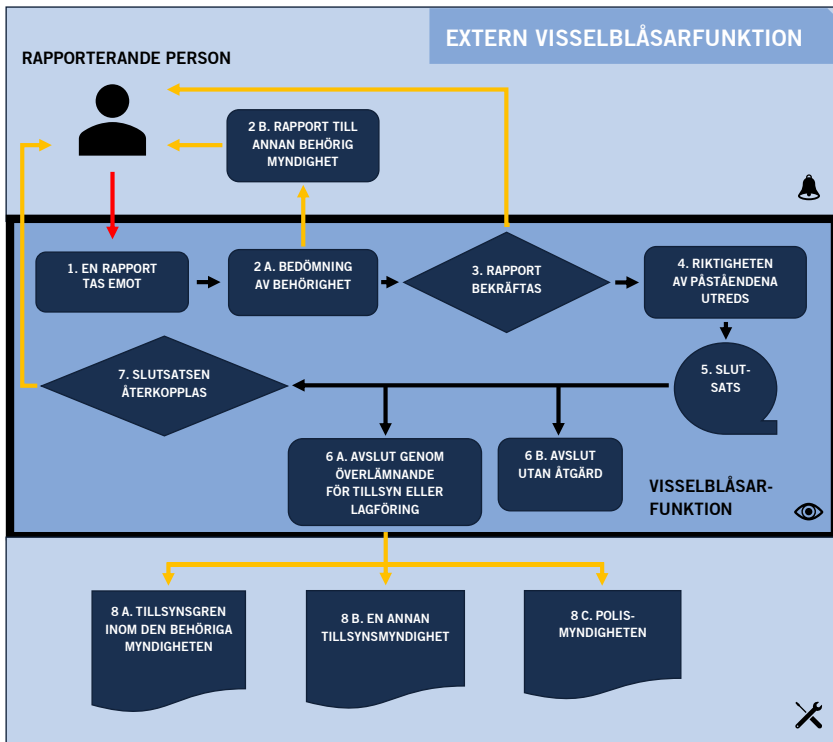 EXTERN VISSELBLÅSARFUNKTION
RAPPORTERANDE PERSON
2 B. RAPPORT TILL
ANNAN BEHÖRIG
MYNDIGHET
1. EN RAPPORT
TAS EMOT
2 A. BEDÖMNING
AV BEHÖRIGHET
3. RAPPORT
BEKRÄFTAS
4. RIKTIGHETEN
AV PÅSTÅENDENA
UTREDS
7. SLUTSATSEN
ÅTERKOPPLAS
5. SLUT-
SATS
6 A. AVSLUT GENOM
ÖVERLÄMNANDE
FÖR TILLSYN ELLER
LAGFÖRING
6 B. AVSLUT
UTAN ÅTGÄRD
VISSELBLÅSAR-
FUNKTION
8 A. TILLSYNSGREN
INOM DEN BEHÖRIGA
MYNDIGHETEN
8 B. EN ANNAN
TILLSYNSMYNDIGHET
8 C. POLIS-
MYNDIGHETEN